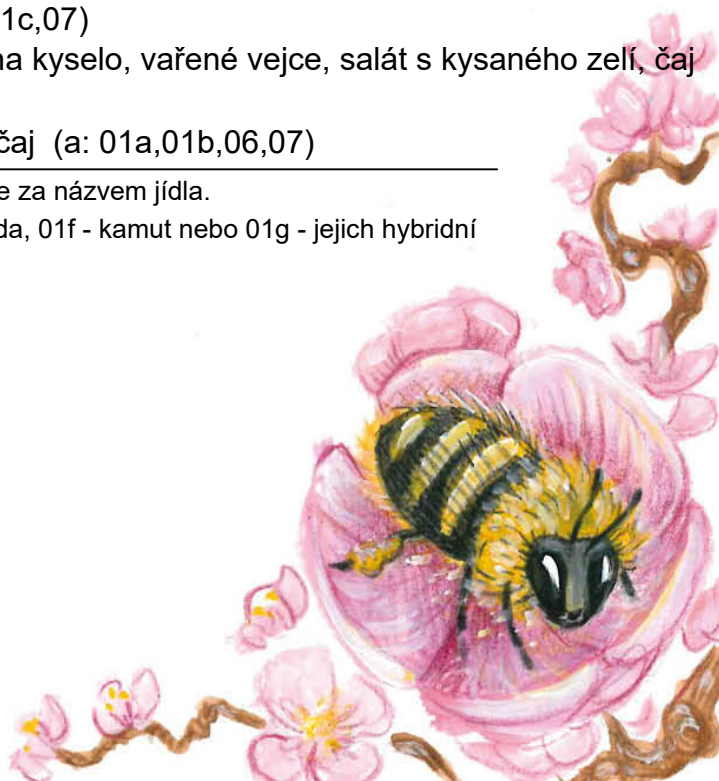 1c,07)
na kyselo, vařené vejce, salát s kysaného zelí, čaj
čaj (a: 01a,01b,06,07)
e za názvem jídla.
da, 01f - kamut nebo 01g - jejich hybridní